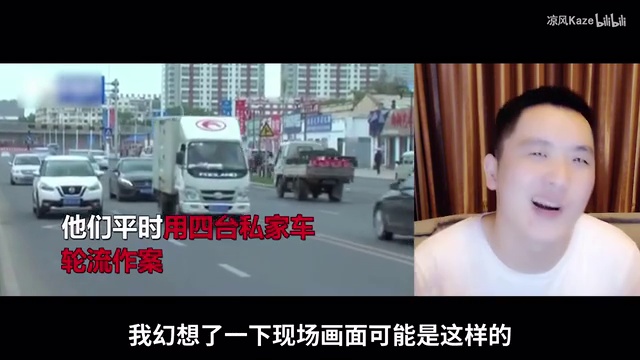 凉风Kaze bilibili
他们平时用四台私家车
轮流作案
我幻想了一下现场画面可能是这样的